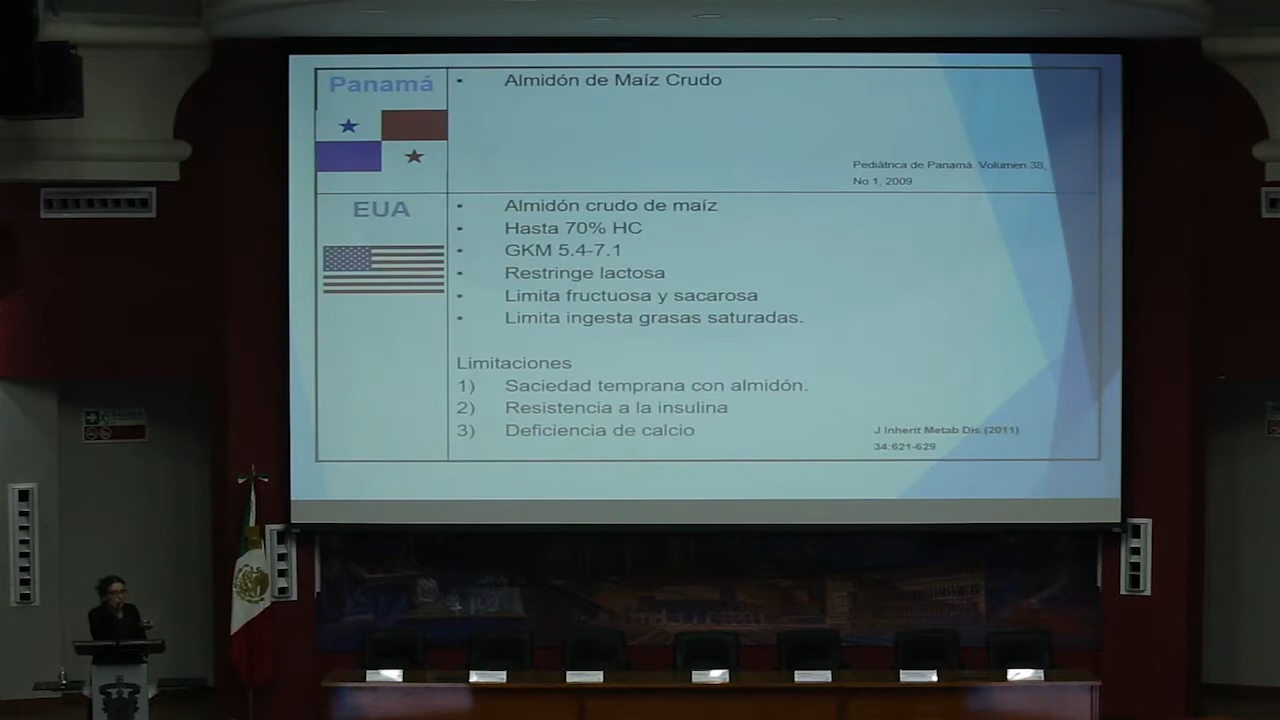 Panamá
• Almidón de Maíz Crudo
Pediátrica de Panamá. Volumen 38,
No 1, 2009
EUA
• Almidón crudo de maíz
• Hasta 70% HC
• GKM 5.4-7.1
• Restringe lactosa
• Limita fructuosa y sacarosa
• Limita ingesta grasas saturadas.
Limitaciones
1) Saciedad temprana con almidón.
2) Resistencia a la insulina
3) Deficiencia de calcio
J Inherit Metab Dis (2011)
34:621-629